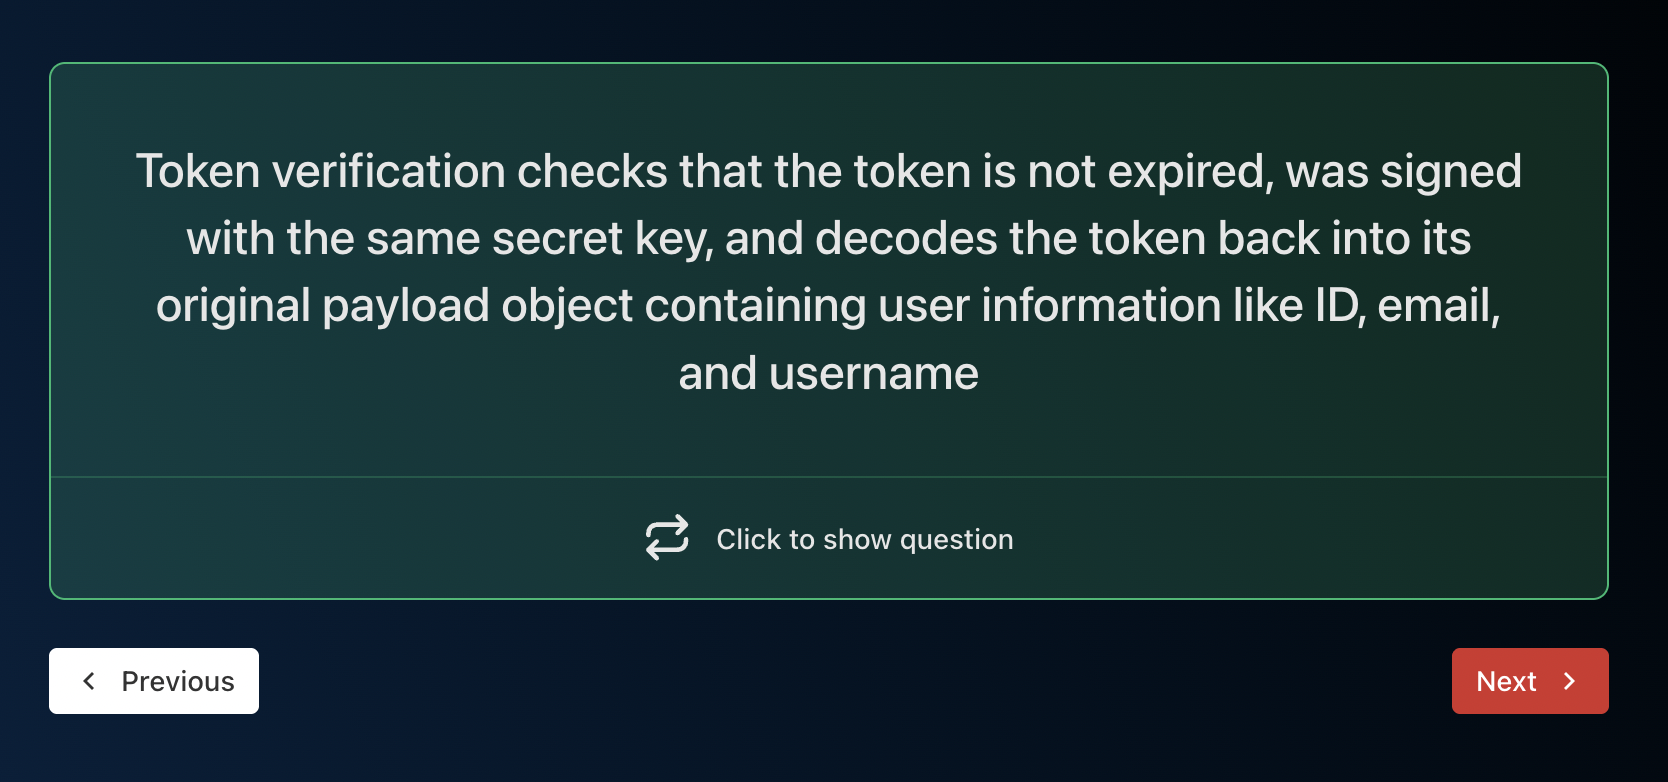 Token verification checks that the token is not expired, was signed
with the same secret key, and decodes the token back into its
original payload object containing user information like ID, email,
and username
Click to show question
Previous
Next